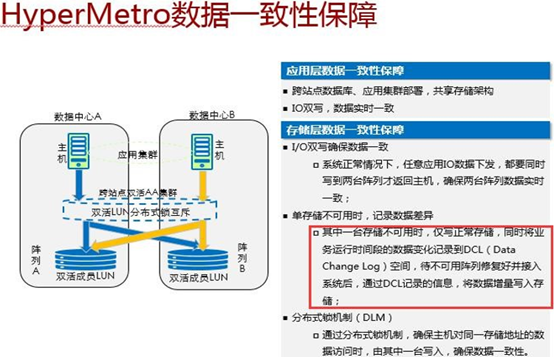 HyperMetro数据一致性保障
数据中心A
数据中心B
主机
应用集群
主机
跨站点双活AA集群
双活LUN分布式锁互斥
阵列A
双活成员LUN
双活成员LUN
阵列B
应用层数据一致性保障
跨站点数据库、应用集群部署，共享存储架构
IO双写，数据实时一致
存储层数据一致性保障
I/O双写确保数据一致
系统正常情况下，任意应用IO数据下发，都要同时
写到两台阵列才返回主机，确保两台阵列数据实时
一致；
单存储不可用时，记录数据差异
其中一台存储不可用时，仅写正常存储，同时将业
务运行时间段的数据变化记录到DCL（Data
Change Log）空间，待不可用阵列修复好并接入
系统后，通过DCL记录的信息，将数据增量写入存
储；
分布式锁机制（DLM）
通过分布式锁机制，确保主机对同一存储地址的数
据访问时，由其中一台写入，确保数据一致性。